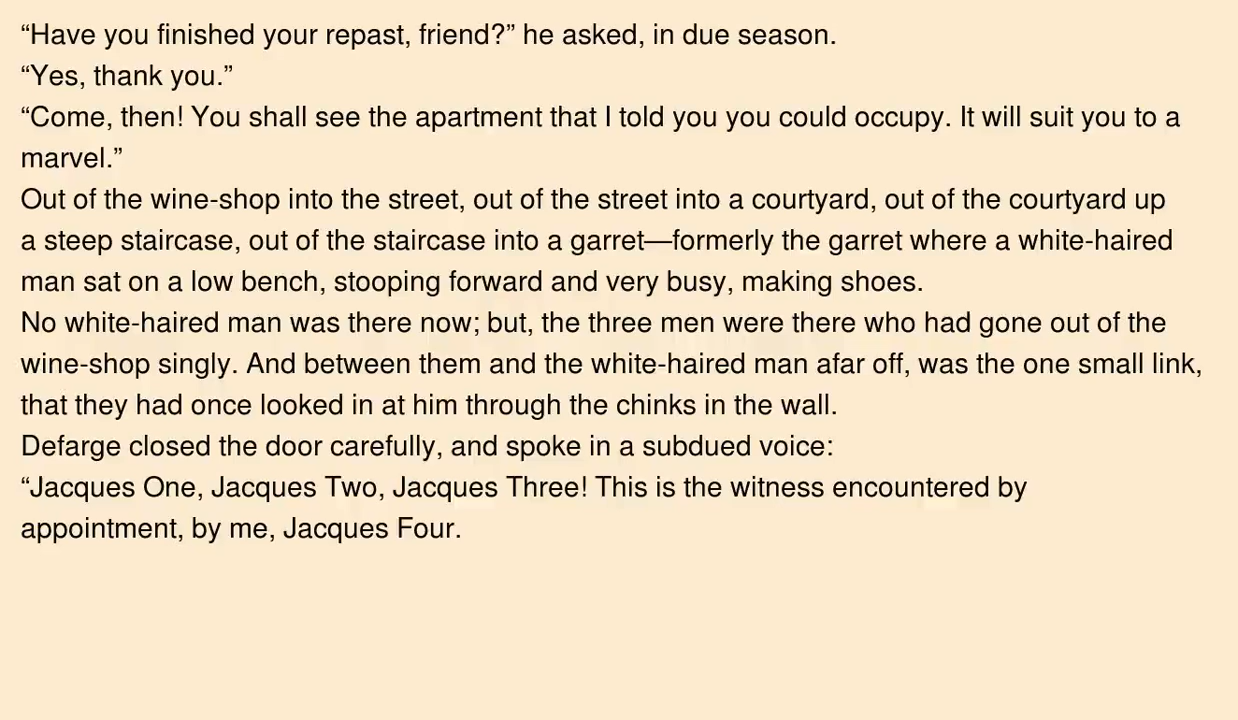 “Have you finished your repast, friend?” he asked, in due season.
“Yes, thank you.”
“Come, then! You shall see the apartment that I told you you could occupy. It will suit you to a
marvel.”
Out of the wine-shop into the street, out of the street into a courtyard, out of the courtyard up
a steep staircase, out of the staircase into a garret—formerly the garret where a white-haired
man sat on a low bench, stooping forward and very busy, making shoes.
No white-haired man was there now; but, the three men were there who had gone out of the
wine-shop singly. And between them and the white-haired man afar off, was the one small link,
that they had once looked in at him through the chinks in the wall.
Defarge closed the door carefully, and spoke in a subdued voice:
“Jacques One, Jacques Two, Jacques Three! This is the witness encountered by
appointment, by me, Jacques Four.